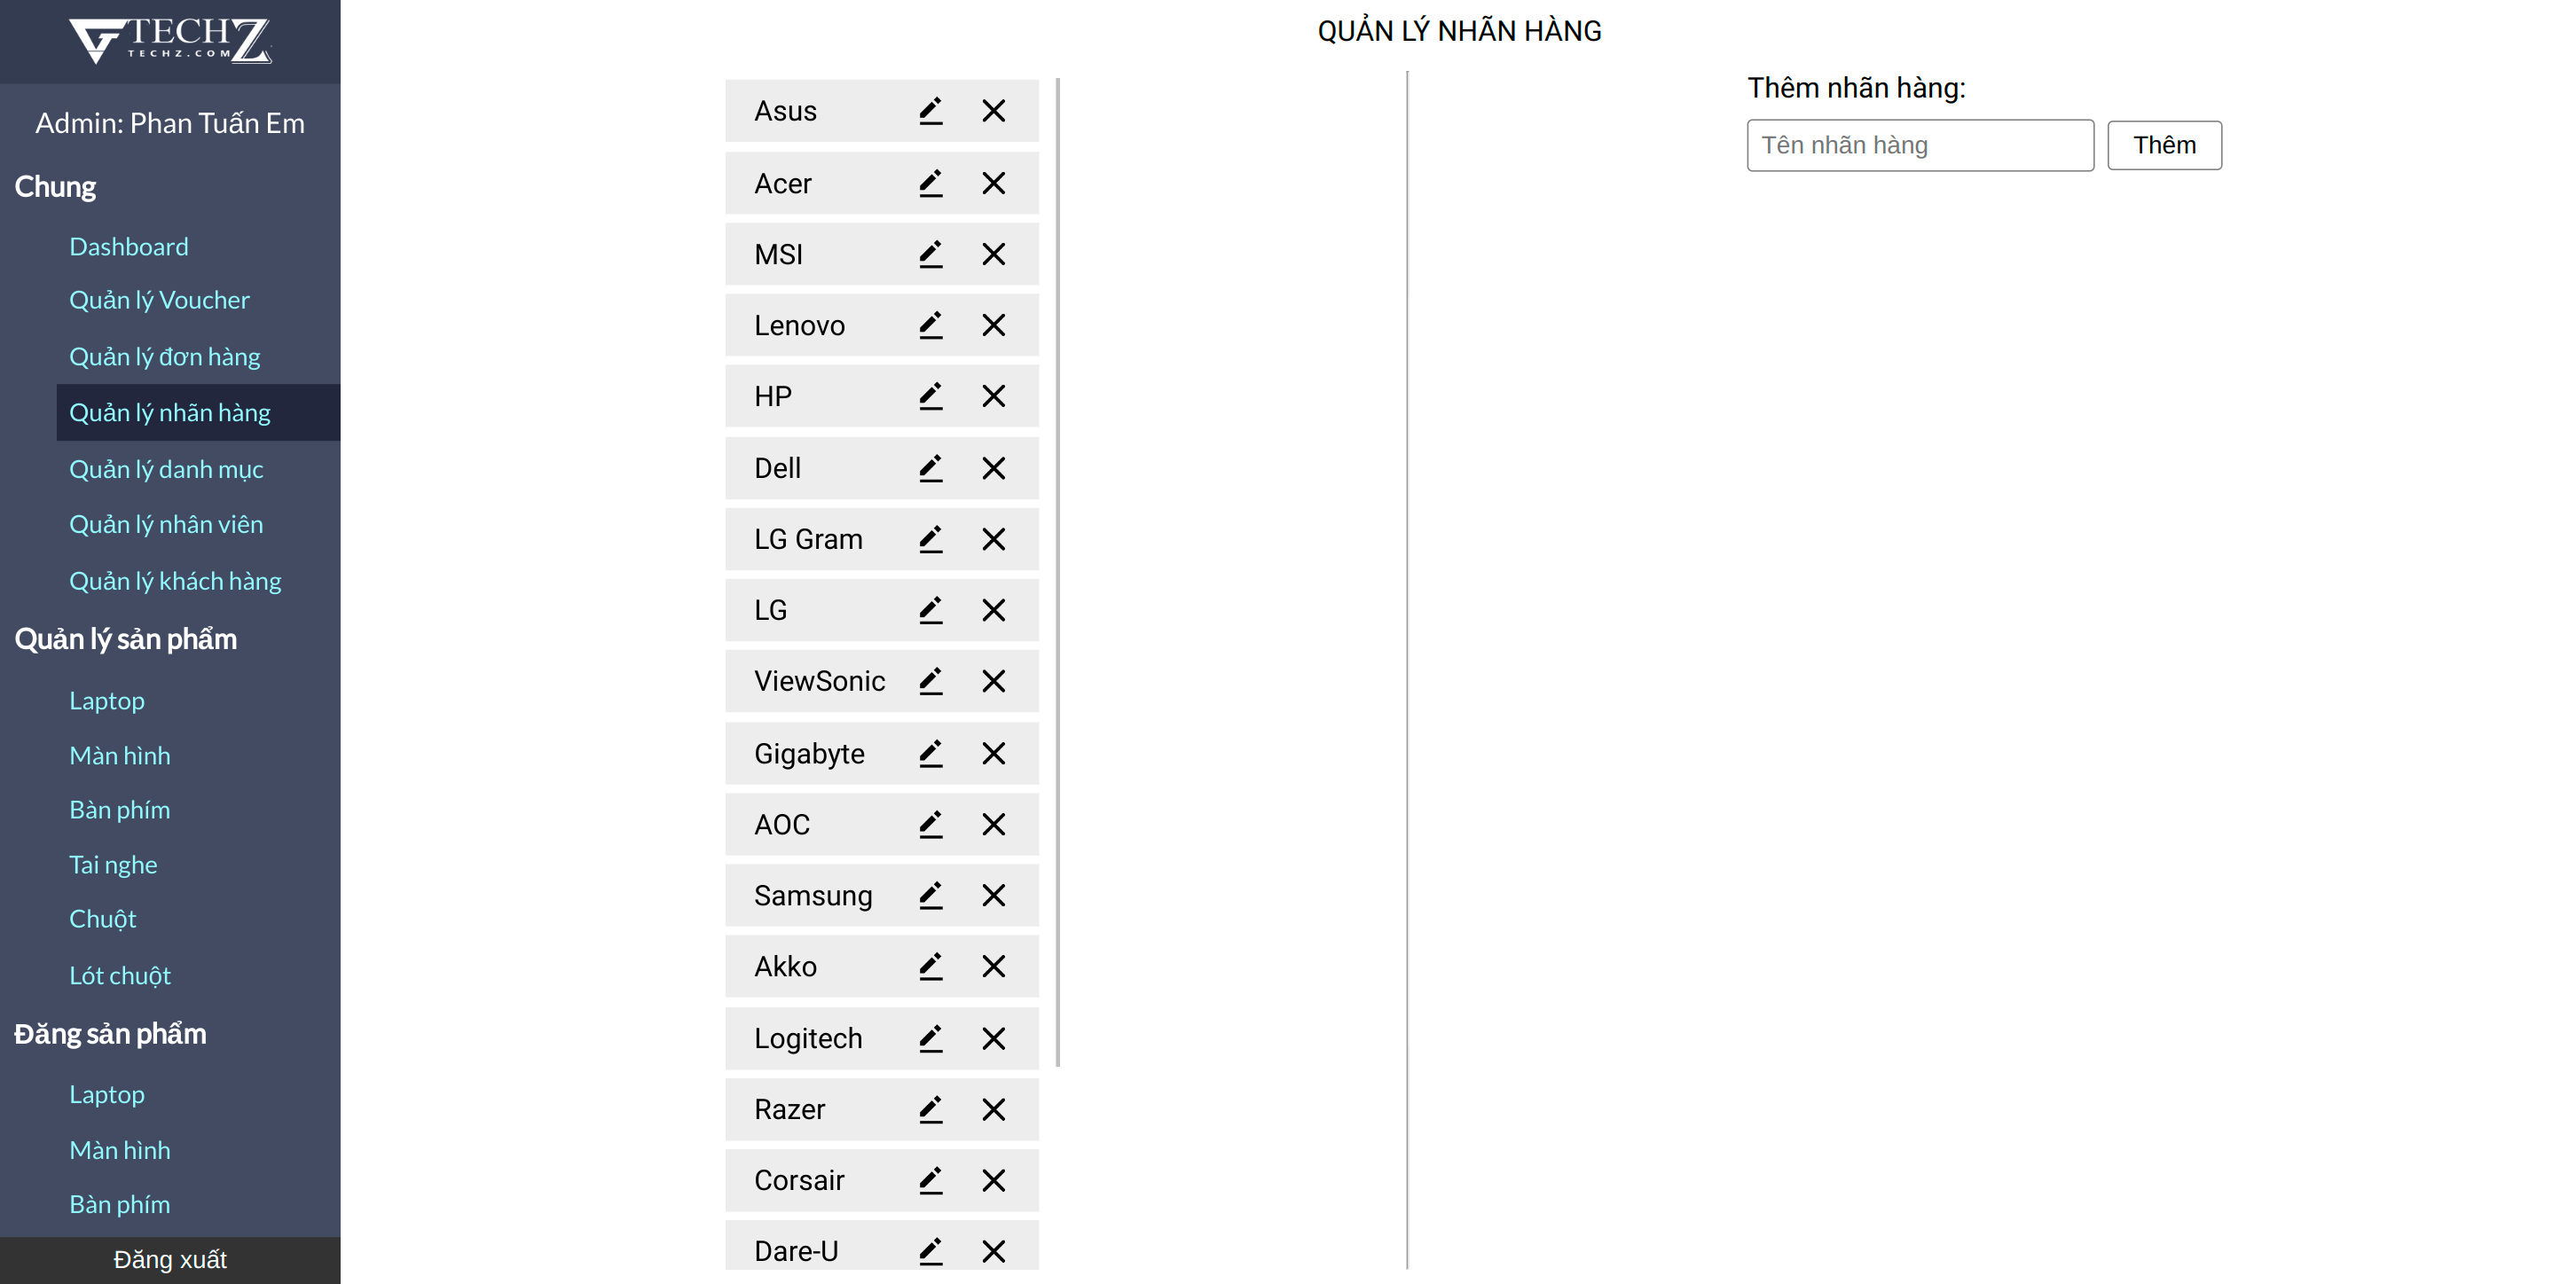 TECHZ
TECHZ.COM
Admin: Phan Tuấn Em
Chung
Dashboard
Quản lý Voucher
Quản lý đơn hàng
Quản lý nhãn hàng
Quản lý danh mục
Quản lý nhân viên
Quản lý khách hàng
Quản lý sản phẩm
Laptop
Màn hình
Bàn phím
Tai nghe
Chuột
Lót chuột
Đăng sản phẩm
Laptop
Màn hình
Bàn phím
Đăng xuất
QUẢN LÝ NHÃN HÀNG
Asus
Acer
MSI
Lenovo
HP
Dell
LG Gram
LG
ViewSonic
Gigabyte
AOC
Samsung
Akko
Logitech
Razer
Corsair
Dare-U
Thêm nhãn hàng:
Tên nhãn hàng
Thêm